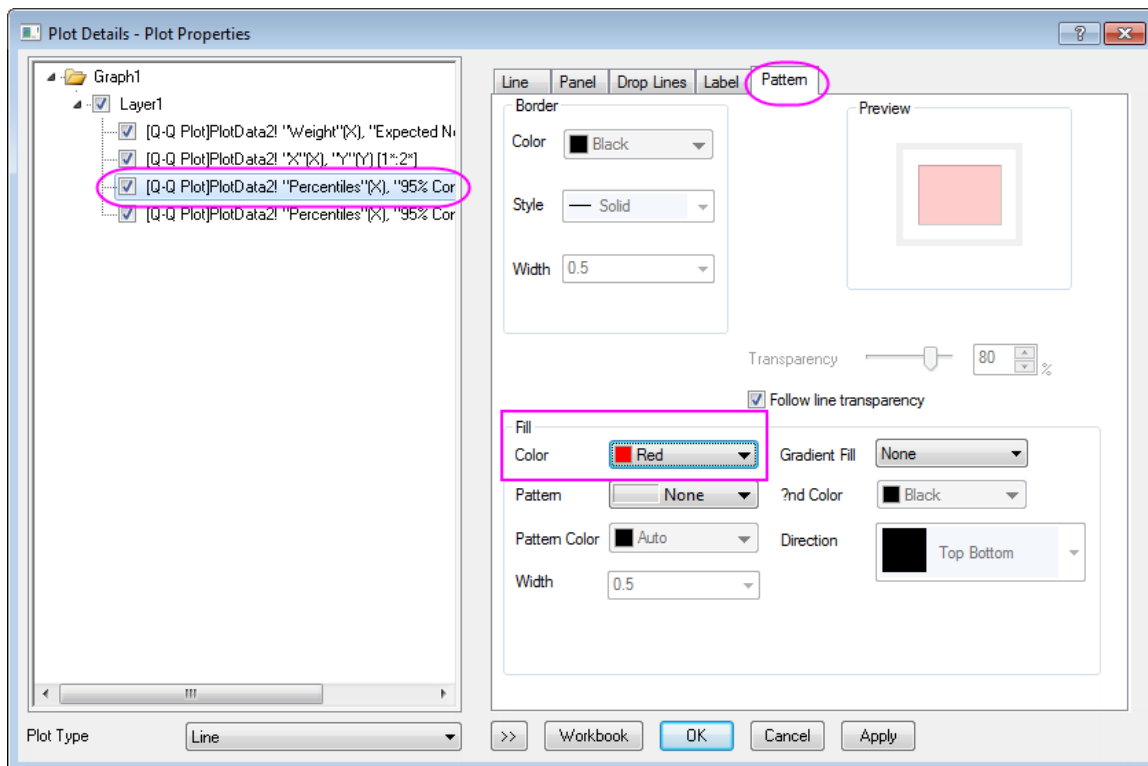 Plot Details - Plot Properties
Graph1
Layer1
[Q-Q Plot]PlotData2! "Weight"(X), "Expected N
[Q-Q Plot]PlotData2! "X"(X), "Y"(Y) [1*:2*]
[Q-Q Plot]PlotData2! "Percentiles"(X), "95% Cor
[Q-Q Plot]PlotData2! "Percentiles"(X), "95% Cor
Plot Type Line
Line Panel Drop Lines Label Pattern
Border
Color Black
Style Solid
Width 0.5
Preview
Transparency 80 %
Follow line transparency
Fill
Color Red
Pattern None
Pattern Color Auto
Width 0.5
Gradient Fill None
?nd Color Black
Direction Top Bottom
>> Workbook OK Cancel Apply